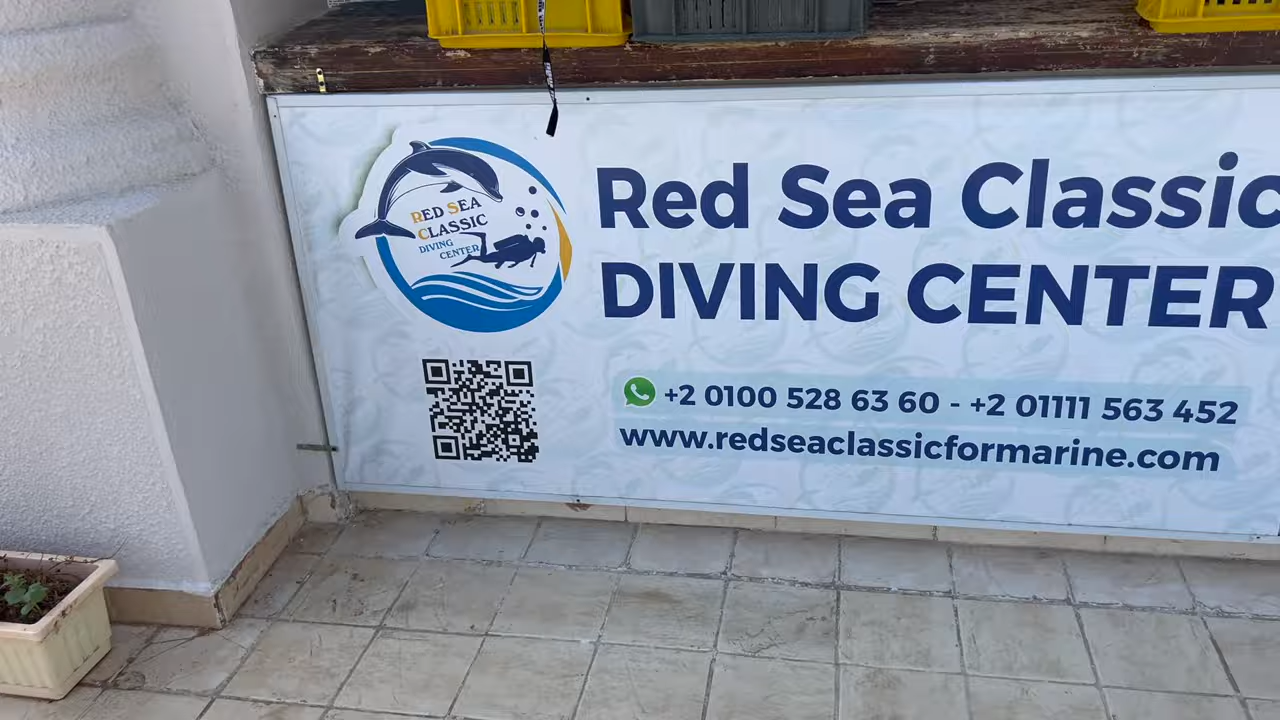 RED SEA
CLASSIC
DIVING
CENTER
Red Sea Classic
DIVING CENTER
+2 0100 528 63 60 - +2 01111 563 452
www.redseaclassicformarine.com